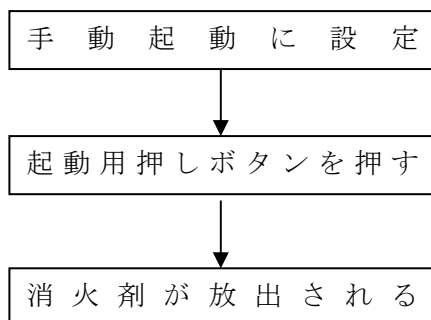 手動起動に設定
起動用押しボタンを押す
消火剤が放出される